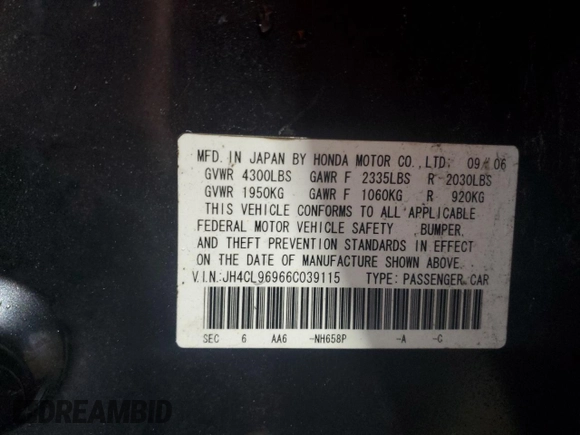 MFD. IN JAPAN BY HONDA MOTOR CO., LTD. 09/06
GVWR 4300LBS GAWR F 2335LBS R 2030LBS
GVWR 1950KG GAWR F 1060KG R 920KG
THIS VEHICLE CONFORMS TO ALL APPLICABLE
FEDERAL MOTOR VEHICLE SAFETY BUMPER,
AND THEFT PREVENTION STANDARDS IN EFFECT
ON THE DATE OF MANUFACTURE SHOWN ABOVE.
V.I.N:JH4CL96966C039115 TYPE: PASSENGER CAR
SEC 6 AA6 -NH658P -A -C
DREAMBID